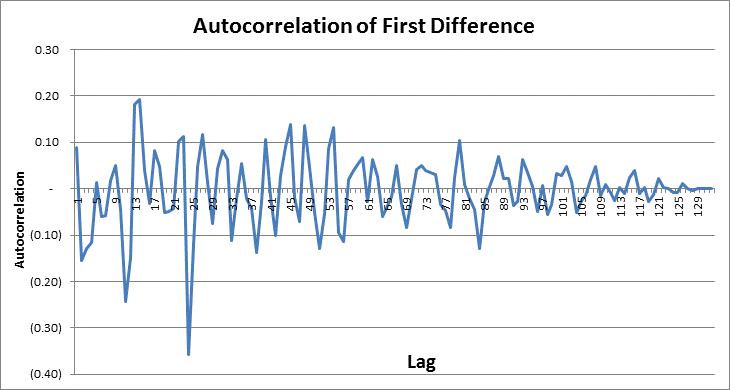 Autocorrelation of First Difference
0.30
0.20
0.10
-
(0.10)
(0.20)
(0.30)
(0.40)
Autocorrelation
1 5 9 13 17 21 25 29 33 37 41 45 49 53 57 61 65 69 73 77 81 85 89 93 97 101 105 109 113 117 121 125 129
Lag